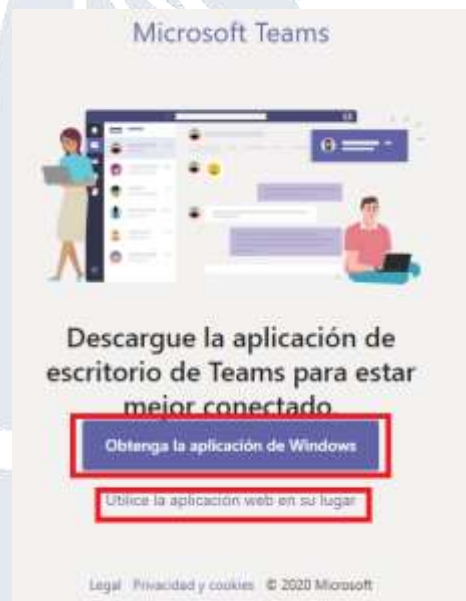 Microsoft Teams
Descargue la aplicación de
escritorio de Teams para estar
mejor conectado.
Obtenga la aplicación de Windows
Utilice la aplicación web en su lugar
Legal Privacidad y cookies © 2020 Microsoft